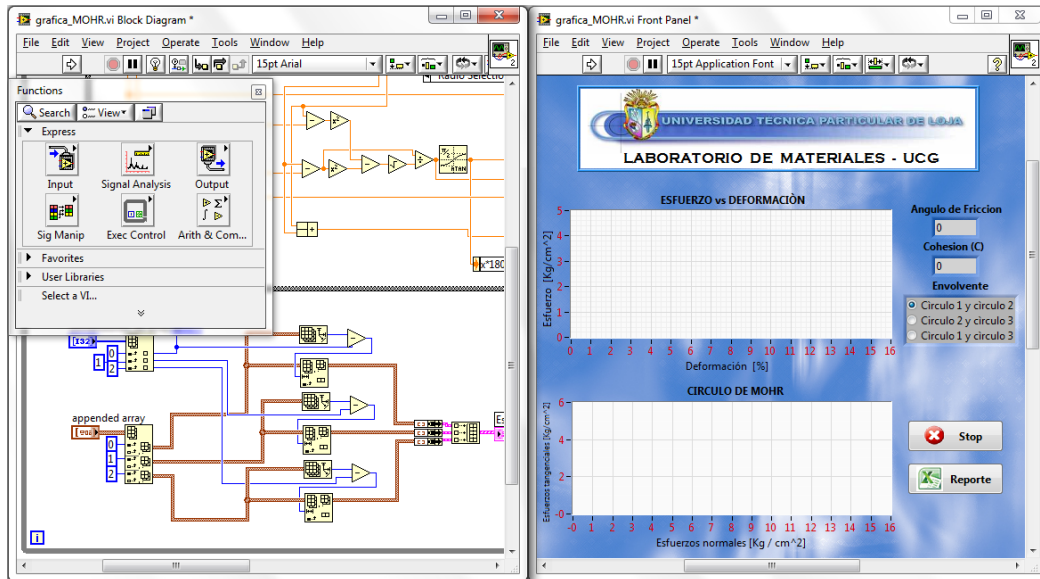 grafica_MOHR.vi Block Diagram *
File Edit View Project Operate Tools Window Help
15pt Arial
2
Functions
Search View
Express
Input Signal Analysis Output
Sig Manip Exec Control Arith & Com...
Favorites
User Libraries
Select a VI...
Radio Selection
x²
x²
ATAN
x*180
[I32]
0
1
2
appended array
0
1
2
Es
i
grafica_MOHR.vi Front Panel *
File Edit View Project Operate Tools Window Help
15pt Application Font
?
2
UNIVERSIDAD TECNICA PARTICULAR DE LOJA
LABORATORIO DE MATERIALES - UCG
ESFUERZO vs DEFORMACIÒN
Esfuerzo [Kg/cm^2]
5
4
3
2
1
0
0 1 2 3 4 5 6 7 8 9 10 11 12 13 14 15 16
Deformación [%]
Angulo de Friccion
0
Cohesion (C)
0
Envolvente
Circulo 1 y circulo 2
Circulo 2 y circulo 3
Circulo 1 y circulo 3
CIRCULO DE MOHR
Esfuerzos tangenciales [Kg/cm^2]
6
4
2
-0
-0 1 2 3 4 5 6 7 8 9 10 11 12 13 14 15 16
Esfuerzos normales [Kg / cm^2]
Stop
Reporte